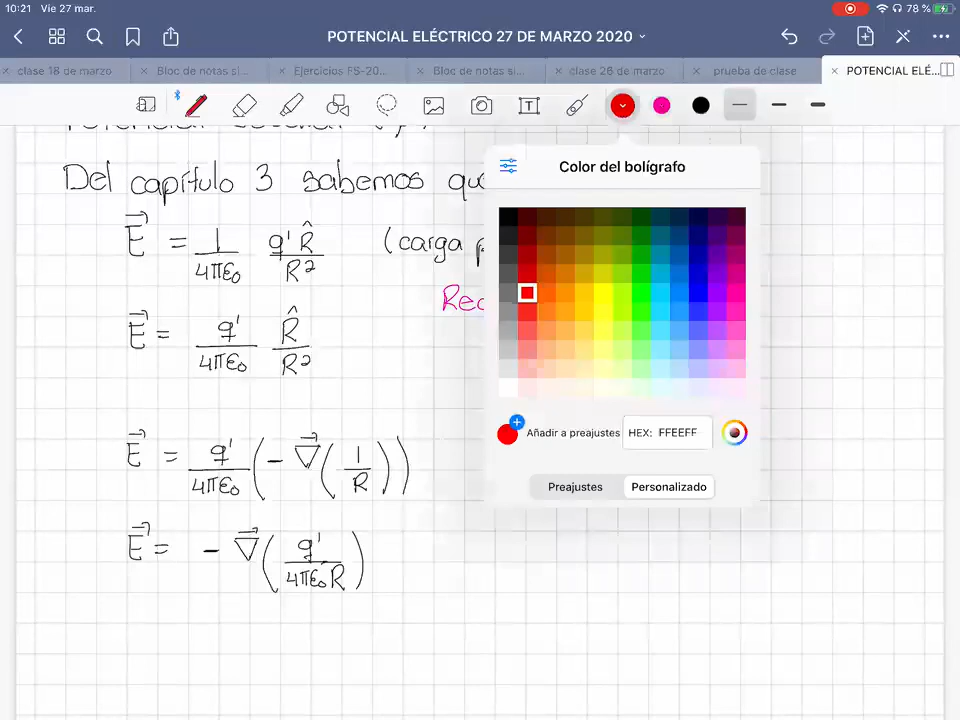 10:21 Vie 27 mar. 78 %
POTENCIAL ELÉCTRICO 27 DE MARZO 2020
clase 18 de marzo Bloc de notas si... Ejercicios FS-20... Bloc de notas si... clase 26 de marzo prueba de clase POTENCIAL ELÉ...
Del capítulo 3 sabemos qu
E⃗ = 1/4πε₀ q' R̂/R² (carga p
Rec
E⃗ = q'/4πε₀ R̂/R²
E⃗ = q'/4πε₀ (-∇⃗(1/R))
E⃗ = -∇⃗(q'/4πε₀R)
Color del bolígrafo
Añadir a preajustes HEX: FFEEFF
Preajustes Personalizado